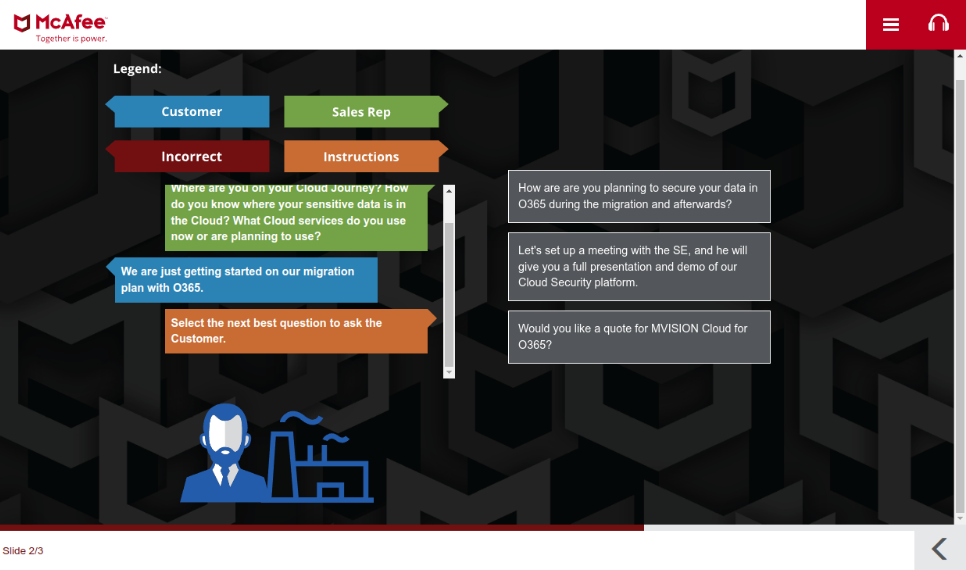 McAfee
Together is power.
Legend:
Customer
Sales Rep
Incorrect
Instructions
Where are you on your Cloud Journey? How
do you know where your sensitive data is in
the Cloud? What Cloud services do you use
now or are planning to use?
We are just getting started on our migration
plan with O365.
Select the next best question to ask the
Customer.
How are are you planning to secure your data in
O365 during the migration and afterwards?
Let's set up a meeting with the SE, and he will
give you a full presentation and demo of our
Cloud Security platform.
Would you like a quote for MVISION Cloud for
O365?
Slide 2/3